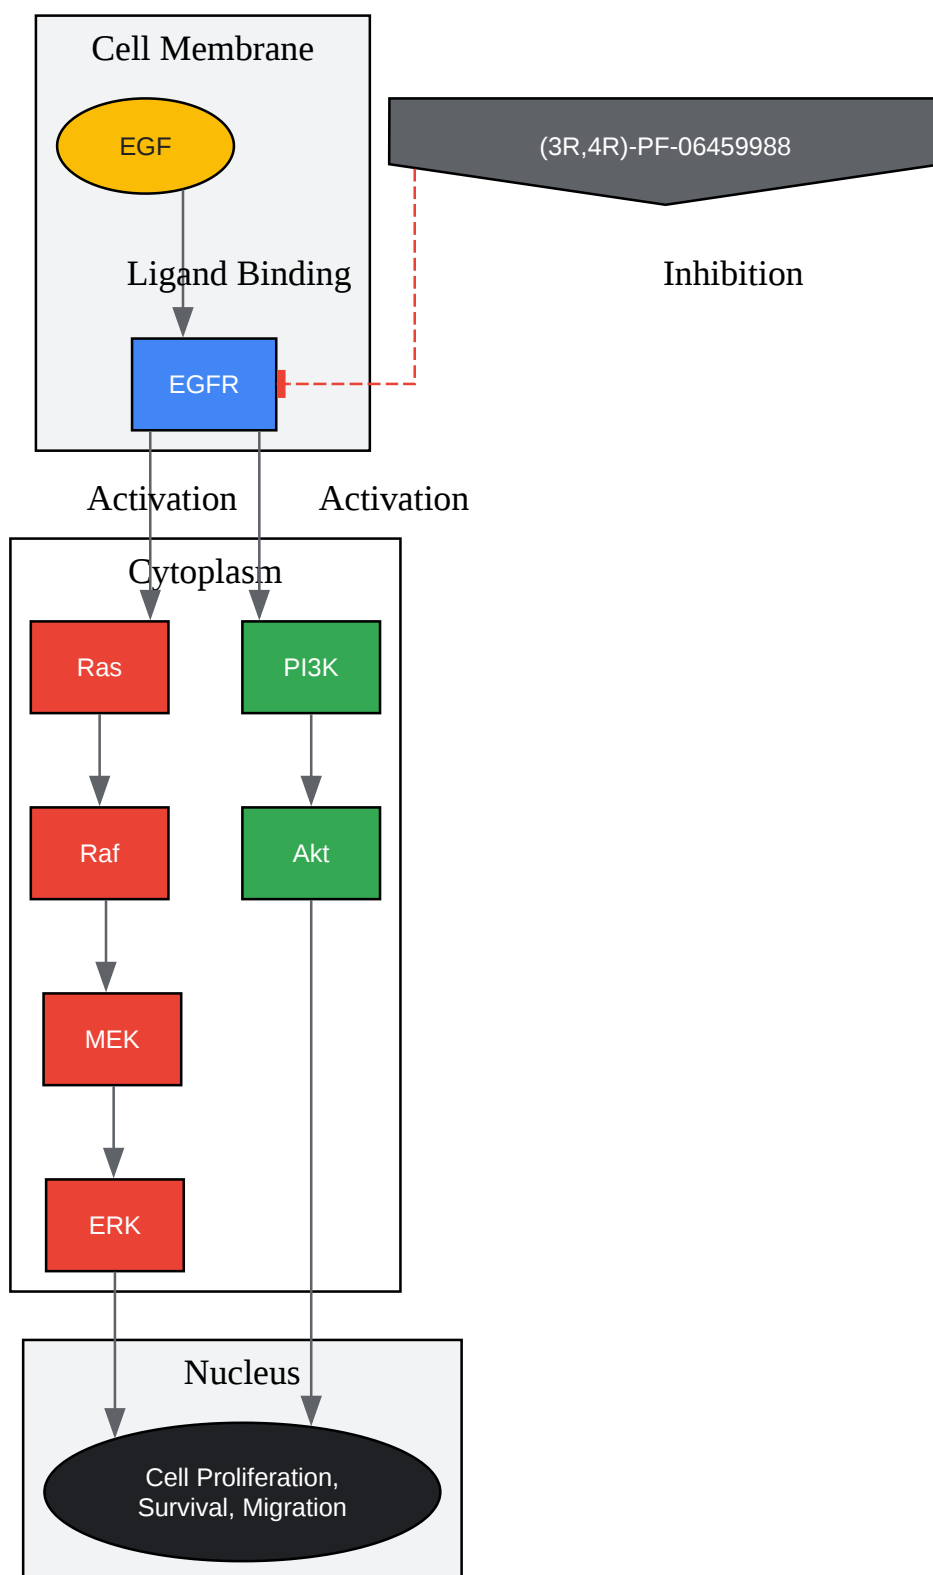 Cell Membrane
EGF
(3R,4R)-PF-06459988
Ligand Binding
Inhibition
EGFR
Activation
Activation
Cytoplasm
Ras
PI3K
Raf
Akt
MEK
ERK
Nucleus
Cell Proliferation,
Survival, Migration